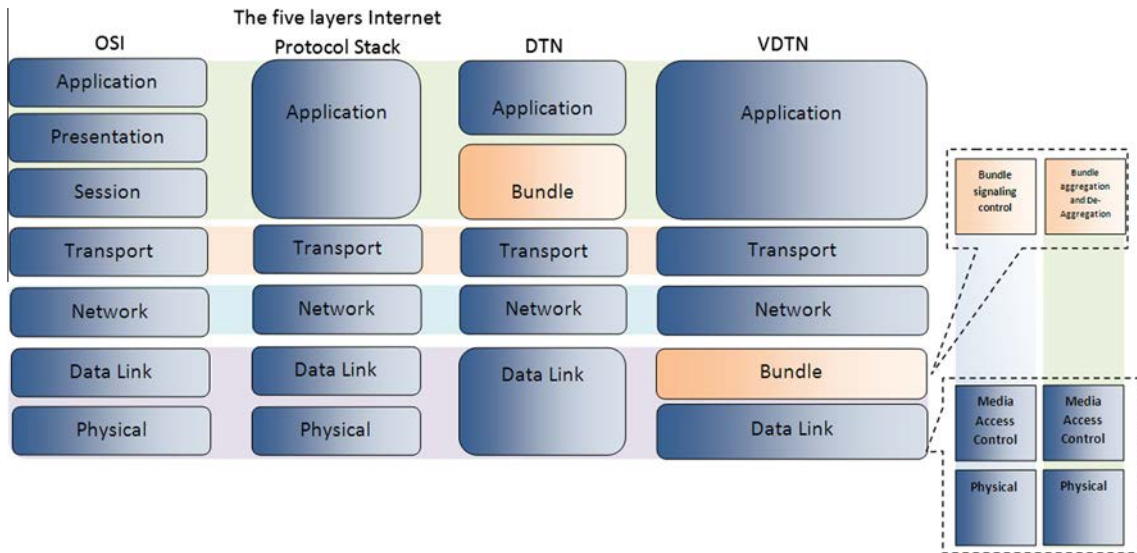 The five layers Internet
Protocol Stack
OSI
DTN
VDTN
Application
Presentation
Session
Transport
Network
Data Link
Physical
Application
Transport
Network
Data Link
Physical
Application
Bundle
Transport
Network
Data Link
Application
Transport
Network
Bundle
Data Link
Bundle
signaling
control
Bundle
aggregation
and De-
Aggregation
Media
Access
Control
Media
Access
Control
Physical
Physical